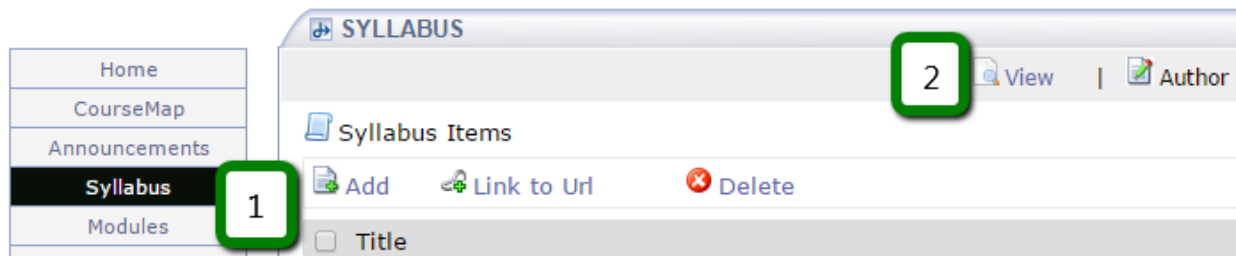 SYLLABUS
Home
CourseMap
Announcements
Syllabus
1
Modules
2
View | Author
Syllabus Items
Add Link to Url Delete
Title